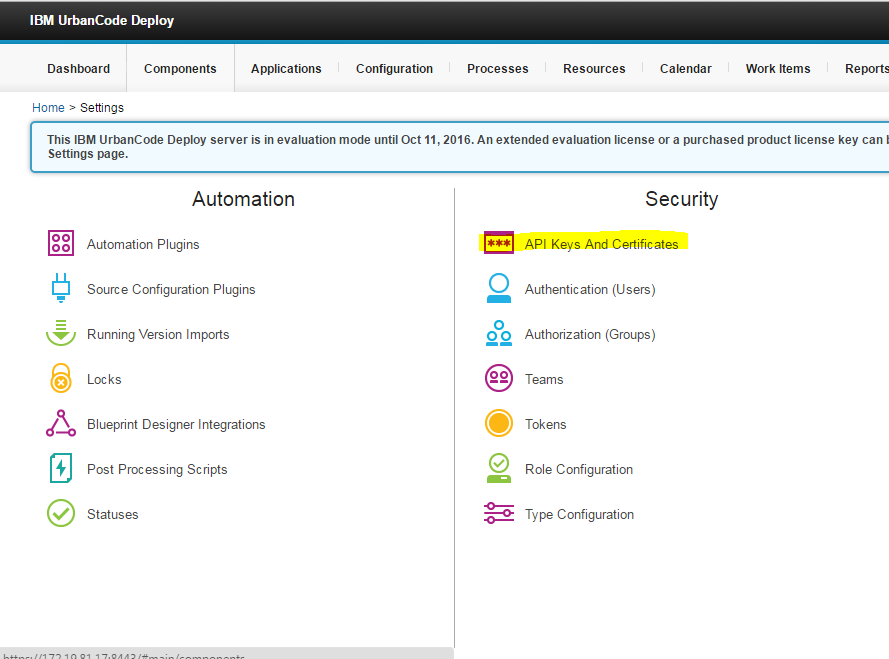 IBM UrbanCode Deploy
Dashboard Components Applications Configuration Processes Resources Calendar Work Items Reports
Home > Settings
This IBM UrbanCode Deploy server is in evaluation mode until Oct 11, 2016. An extended evaluation license or a purchased product license key can
Settings page.
Automation
Automation Plugins
Source Configuration Plugins
Running Version Imports
Locks
Blueprint Designer Integrations
Post Processing Scripts
Statuses
Security
*** API Keys And Certificates
Authentication (Users)
Authorization (Groups)
Teams
Tokens
Role Configuration
Type Configuration
https://172.19.81.17:8443/#main/components